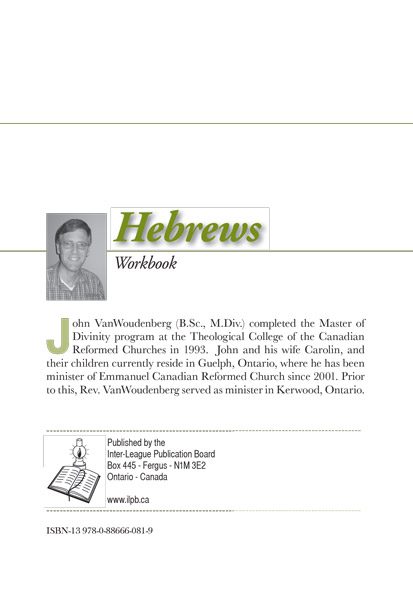 Hebrews
Workbook
John VanWoudenberg (B.Sc., M.Div.) completed the Master of
Divinity program at the Theological College of the Canadian
Reformed Churches in 1993. John and his wife Carolin, and
their children currently reside in Guelph, Ontario, where he has been
minister of Emmanuel Canadian Reformed Church since 2001. Prior
to this, Rev. VanWoudenberg served as minister in Kerwood, Ontario.
Published by the
Inter-League Publication Board
Box 445 - Fergus - N1M 3E2
Ontario - Canada
www.ilpb.ca
ISBN-13 978-0-88666-081-9